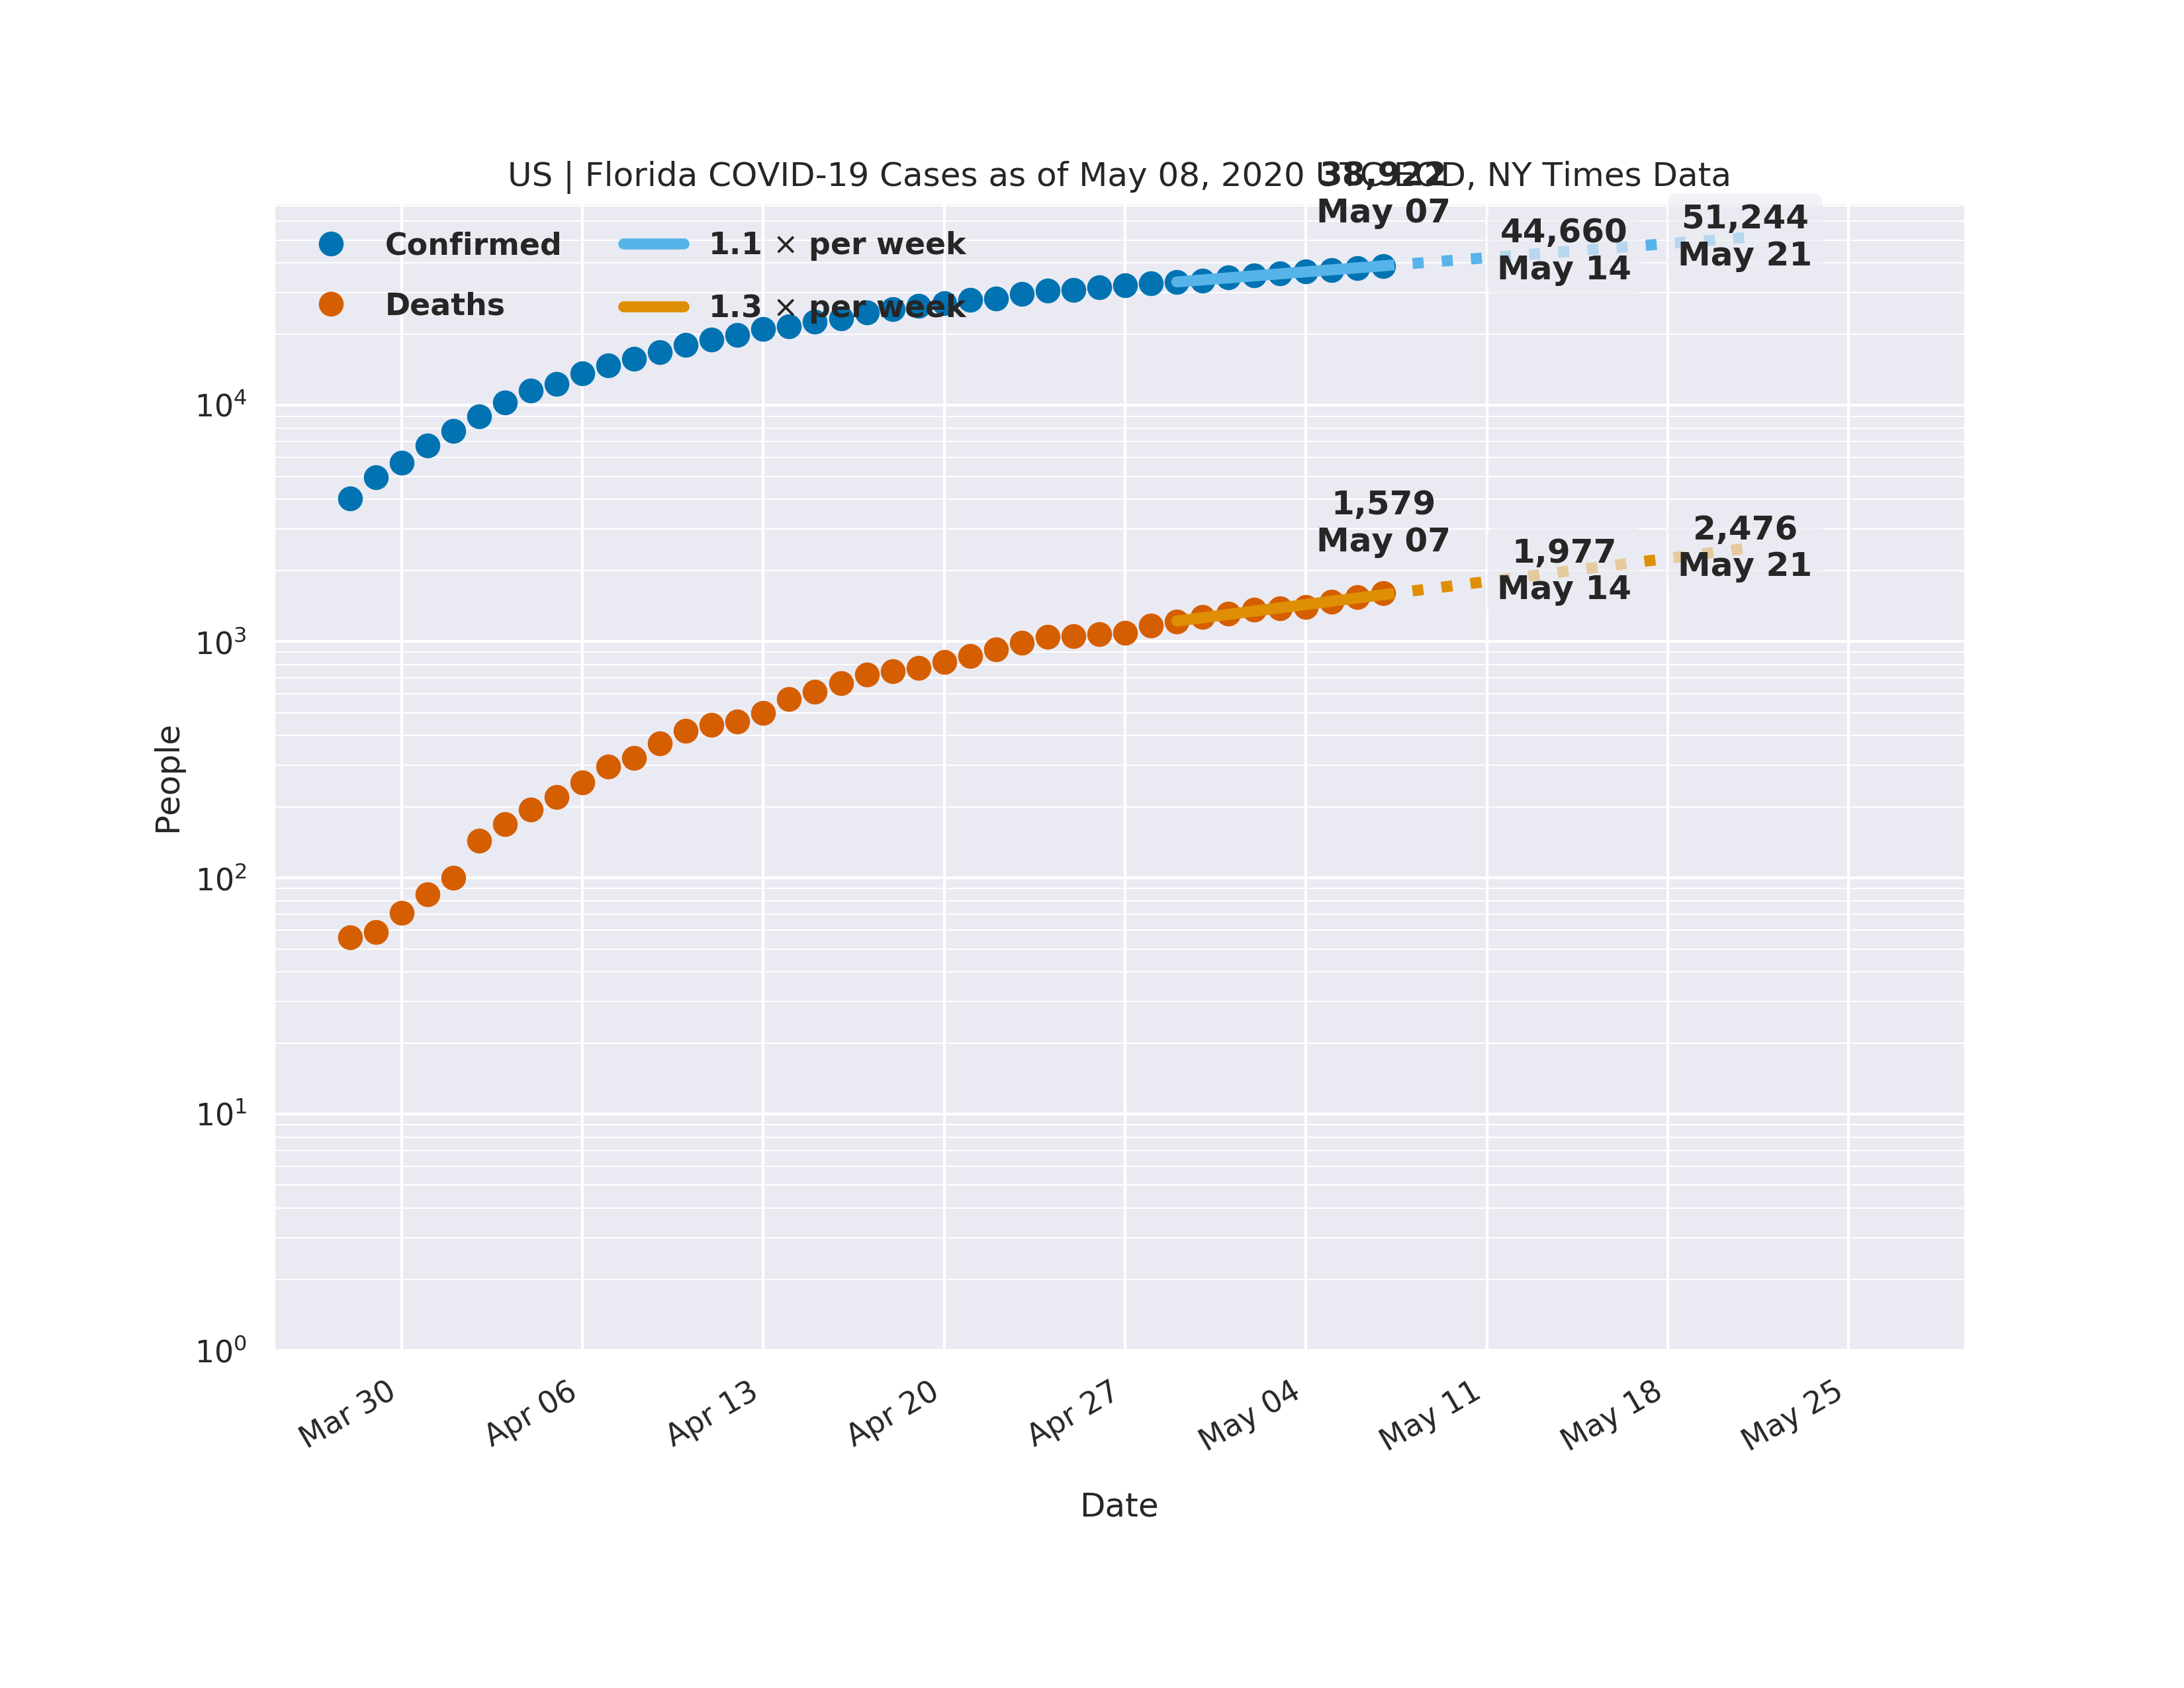 US | Florida COVID-19 Cases as of May 08, 2020 UTC EOD, NY Times Data
38,922
May 07
44,660
May 14
51,244
May 21
Confirmed
Deaths
1.1 × per week
1.3 × per week
1,579
May 07
1,977
May 14
2,476
May 21
10⁴
10³
10²
10¹
10⁰
People
Mar 30
Apr 06
Apr 13
Apr 20
Apr 27
May 04
May 11
May 18
May 25
Date